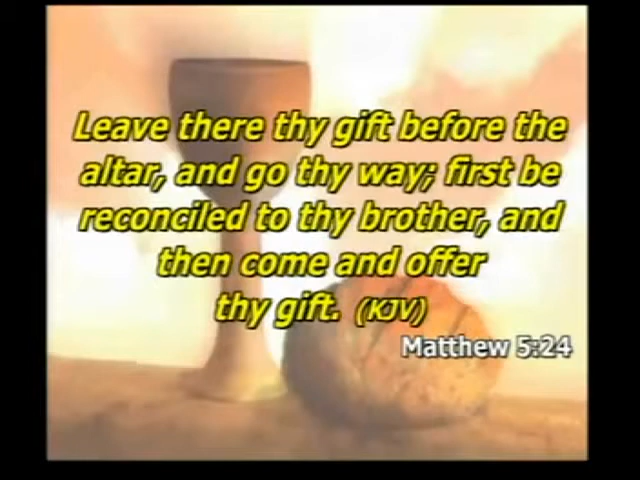 Leave there thy gift before the
altar, and go thy way; first be
reconciled to thy brother, and
then come and offer
thy gift. (KJV)
Matthew 5:24